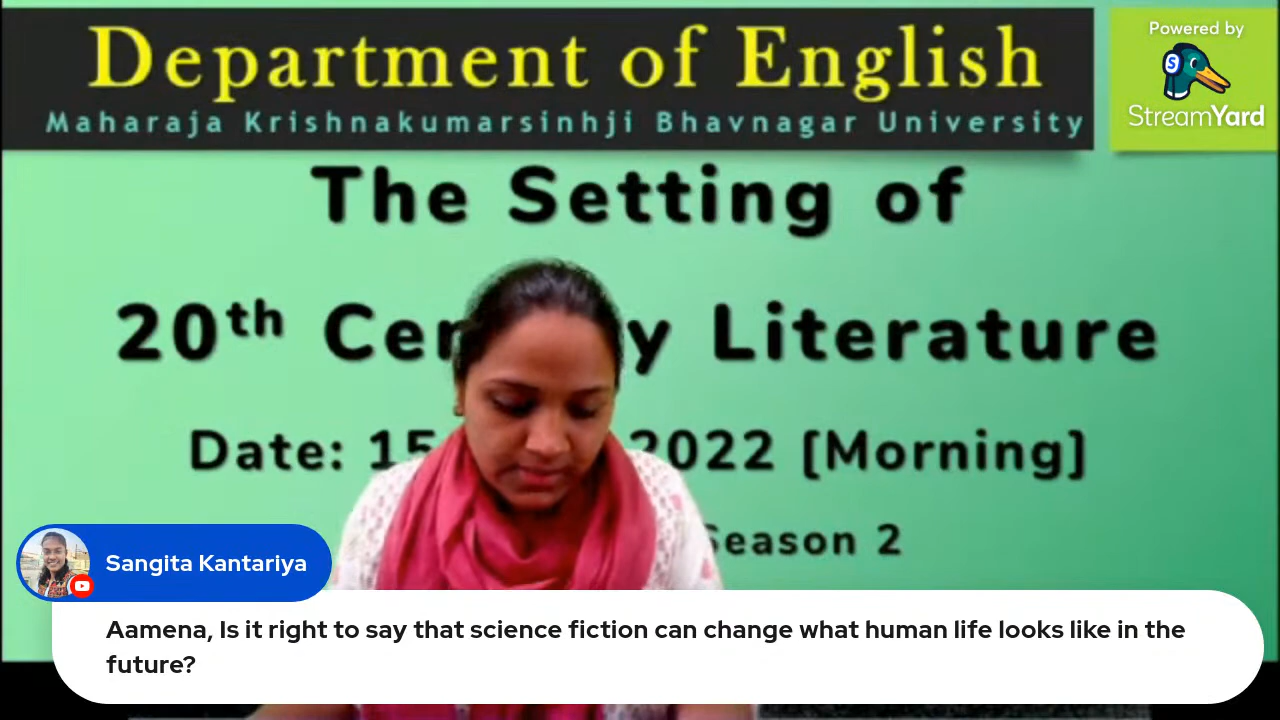 Department of English
Maharaja Krishnakumarsinhji Bhavnagar University
Powered by
S
StreamYard
The Setting of
20th Cen y Literature
Date: 15 2022 [Morning]
Season 2
Sangita Kantariya
Aamena, Is it right to say that science fiction can change what human life looks like in the
future?